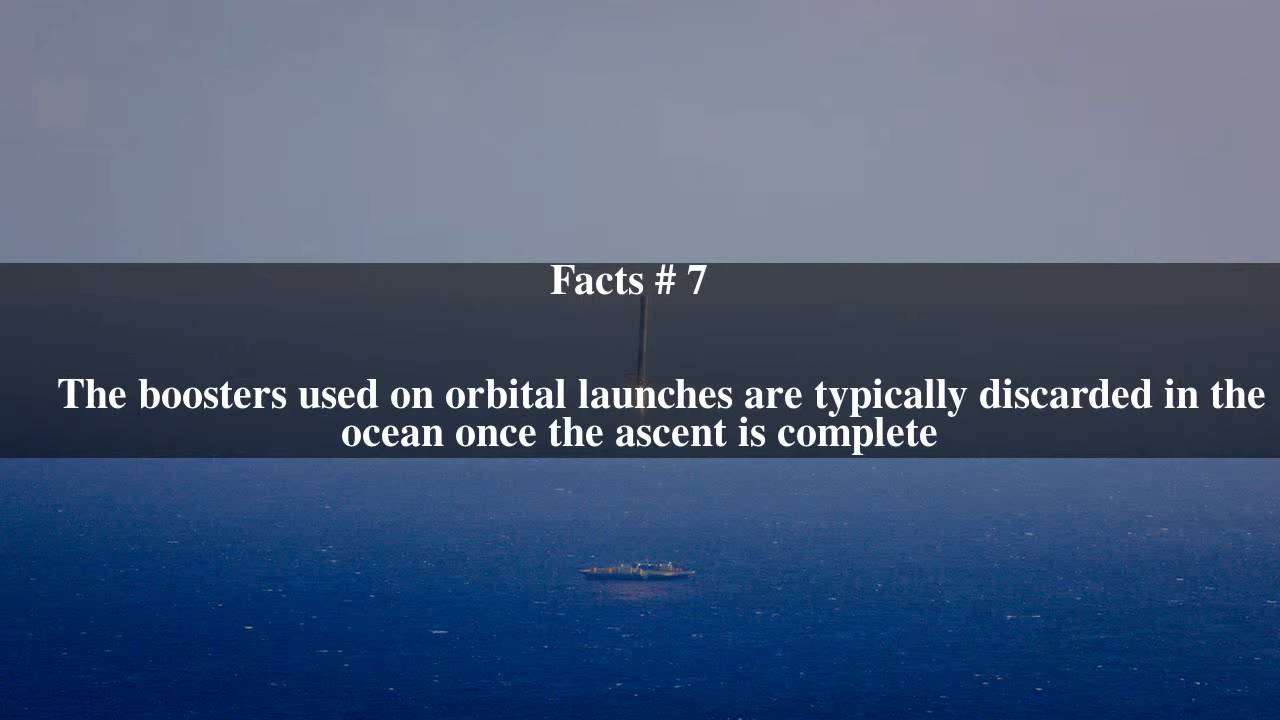 Facts # 7
The boosters used on orbital launches are typically discarded in the
ocean once the ascent is complete